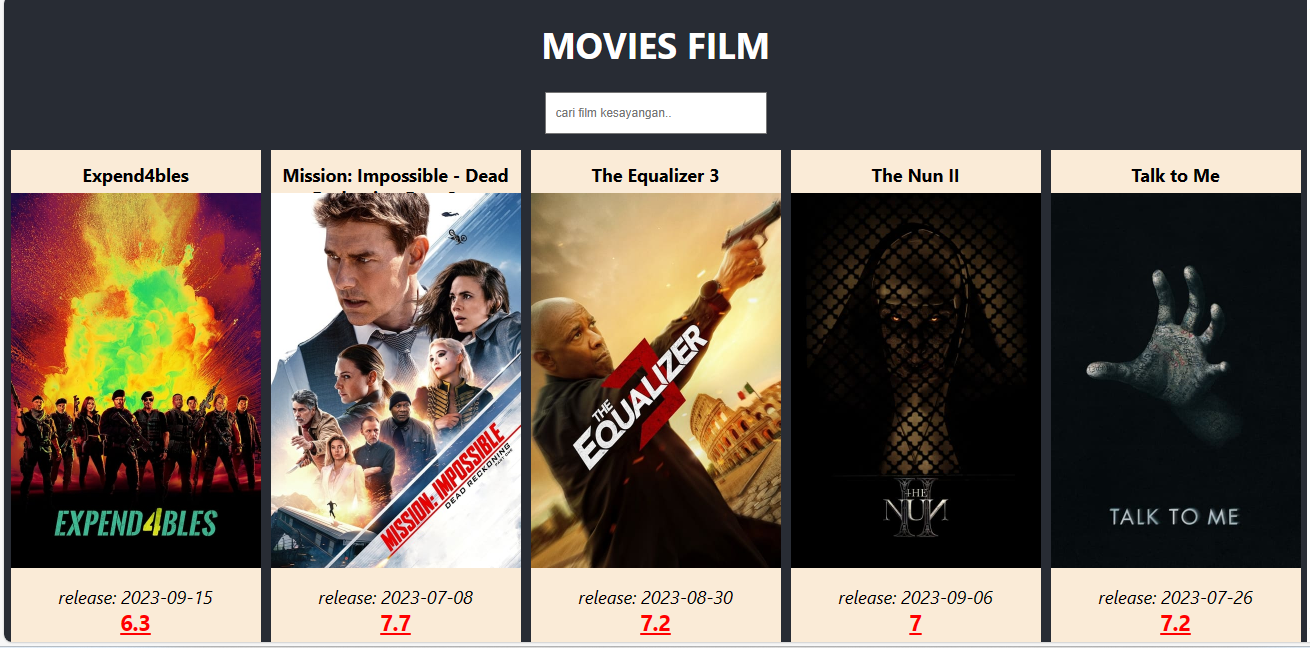 MOVIES FILM
cari film kesayangan..
Expend4bles
Mission: Impossible - Dead
The Equalizer 3
The Nun II
Talk to Me
EXPEND4BLES
MISSION: IMPOSSIBLE
DEAD RECKONING
PART ONE
THE
EQUALIZER
3
THE
NUN
II
TALK TO ME
release: 2023-09-15
6.3
release: 2023-07-08
7.7
release: 2023-08-30
7.2
release: 2023-09-06
7
release: 2023-07-26
7.2